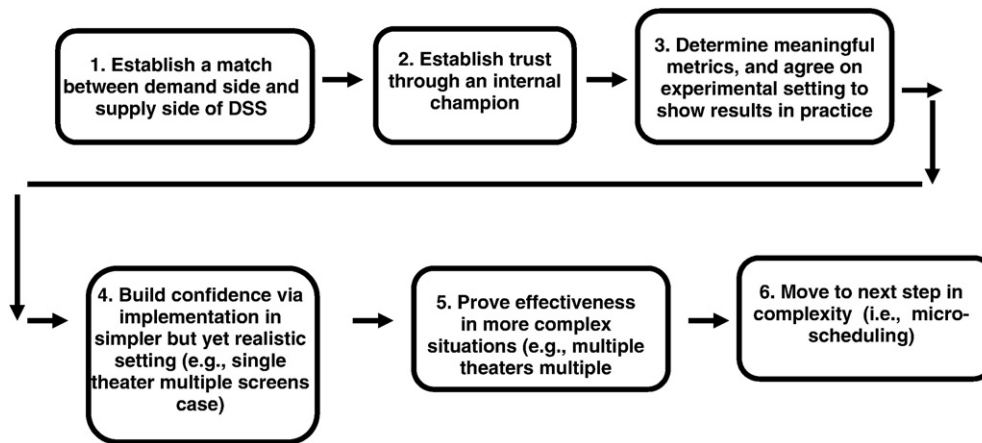 1. Establish a match
between demand side and
supply side of DSS
2. Establish trust
through an internal
champion
3. Determine meaningful
metrics, and agree on
experimental setting to
show results in practice
4. Build confidence via
implementation in
simpler but yet realistic
setting (e.g., single
theater multiple screens
case)
5. Prove effectiveness
in more complex
situations (e.g., multiple
theaters multiple
6. Move to next step in
complexity (i.e., micro-
scheduling)